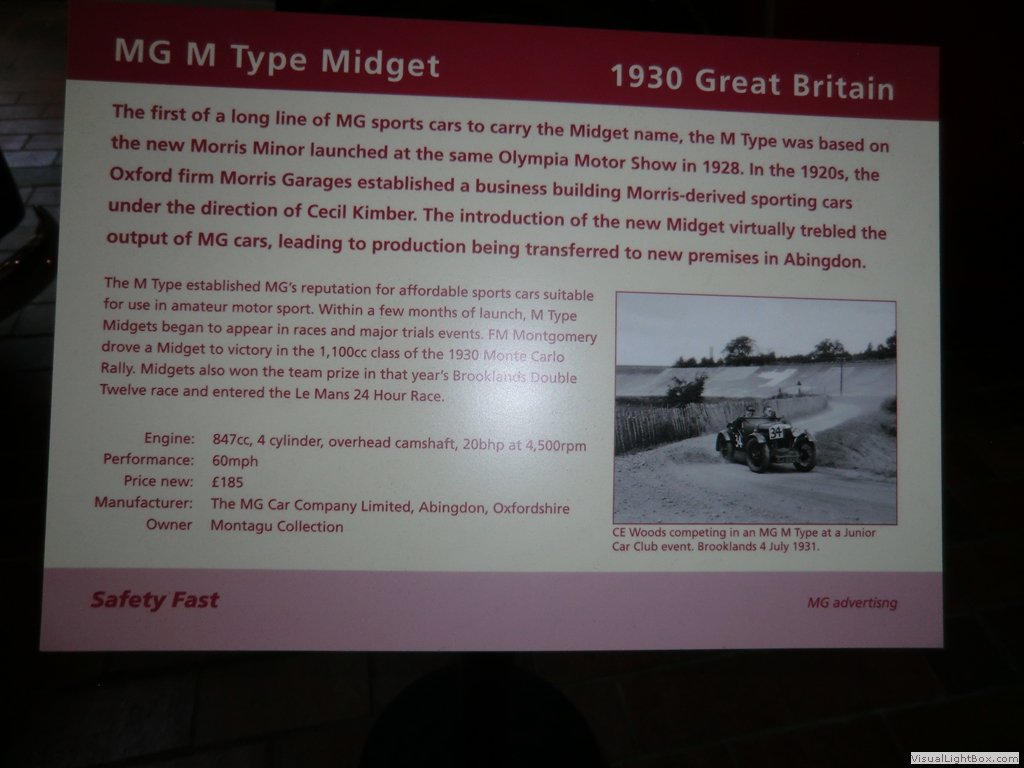 MG M Type Midget
1930 Great Britain
The first of a long line of MG sports cars to carry the Midget name, the M Type was based on
the new Morris Minor launched at the same Olympia Motor Show in 1928. In the 1920s, the
Oxford firm Morris Garages established a business building Morris-derived sporting cars
under the direction of Cecil Kimber. The introduction of the new Midget virtually trebled the
output of MG cars, leading to production being transferred to new premises in Abingdon.
The M Type established MG's reputation for affordable sports cars suitable
for use in amateur motor sport. Within a few months of launch, M Type
Midgets began to appear in races and major trials events. FM Montgomery
drove a Midget to victory in the 1,100cc class of the 1930 Monte Carlo
Rally. Midgets also won the team prize in that year's Brooklands Double
Twelve race and entered the Le Mans 24 Hour Race.
Engine: 847cc, 4 cylinder, overhead camshaft, 20bhp at 4,500rpm
Performance: 60mph
Price new: £185
Manufacturer: The MG Car Company Limited, Abingdon, Oxfordshire
Owner Montagu Collection
34
CE Woods competing in an MG M Type at a Junior
Car Club event. Brooklands 4 July 1931.
Safety Fast
MG advertisng
VisualLightBox.com